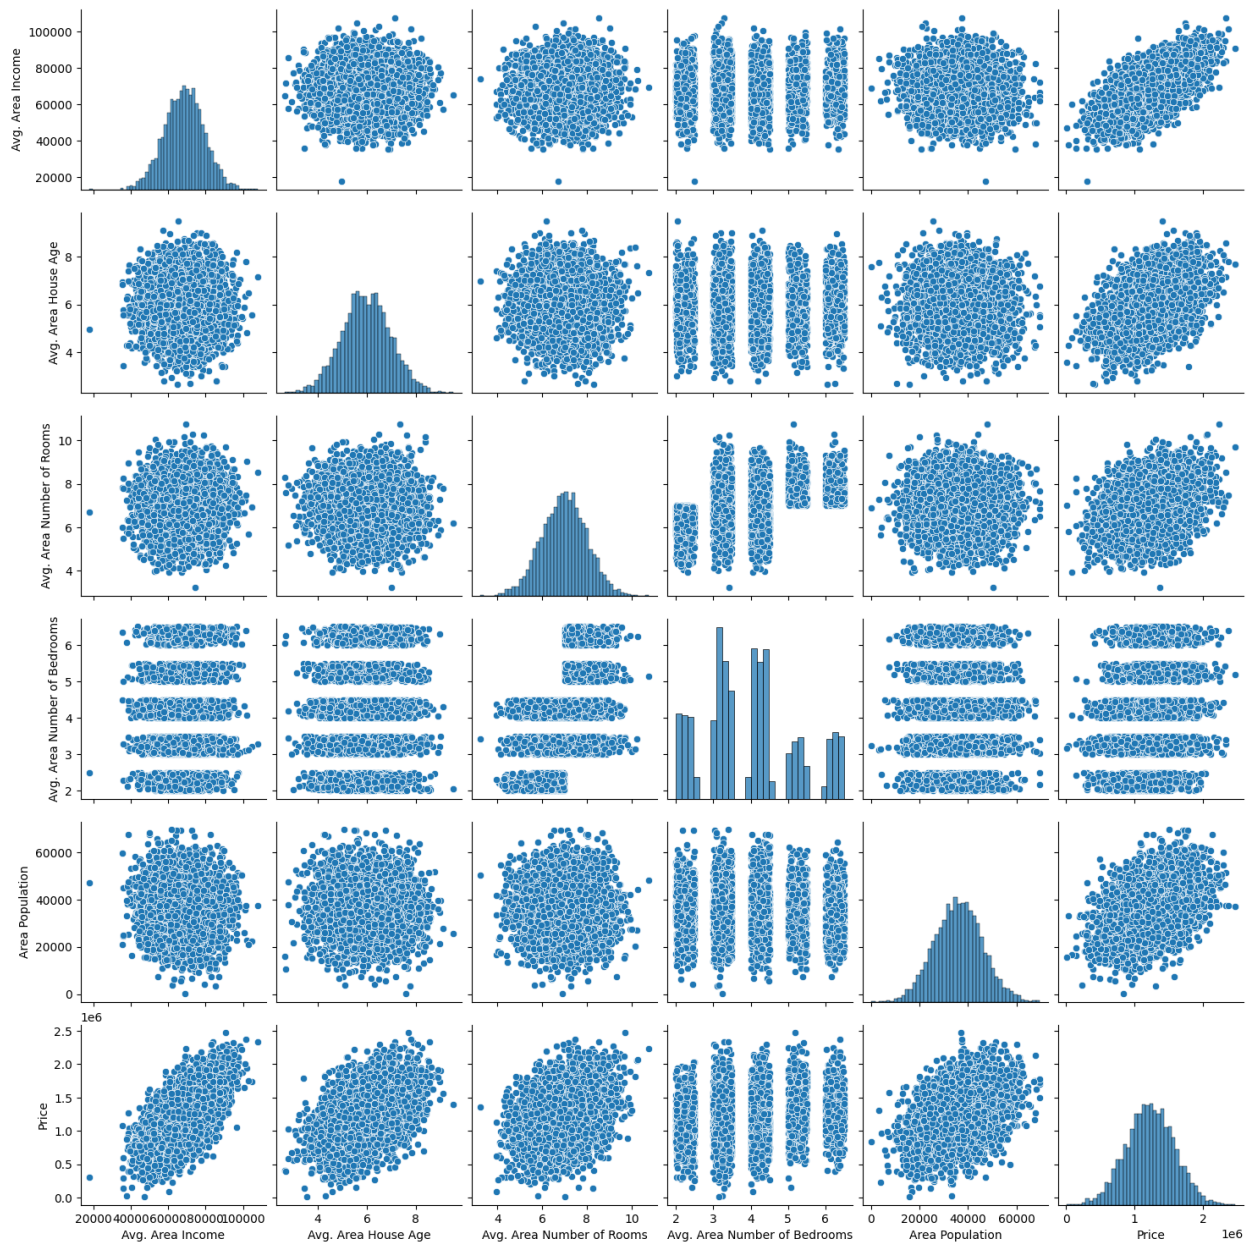 100000
80000
60000
40000
20000
Avg. Area Income
8
6
4
Avg. Area House Age
10
8
6
4
Avg. Area Number of Rooms
6
5
4
3
2
Avg. Area Number of Bedrooms
60000
40000
20000
0
Area Population
1e6
2.5
2.0
1.5
1.0
0.5
0.0
Price
20000 40000 60000 80000 100000
4 6 8
4 6 8 10
2 3 4 5 6
0 20000 40000 60000
0 1 2
1e6
Avg. Area Income
Avg. Area House Age
Avg. Area Number of Rooms
Avg. Area Number of Bedrooms
Area Population
Price